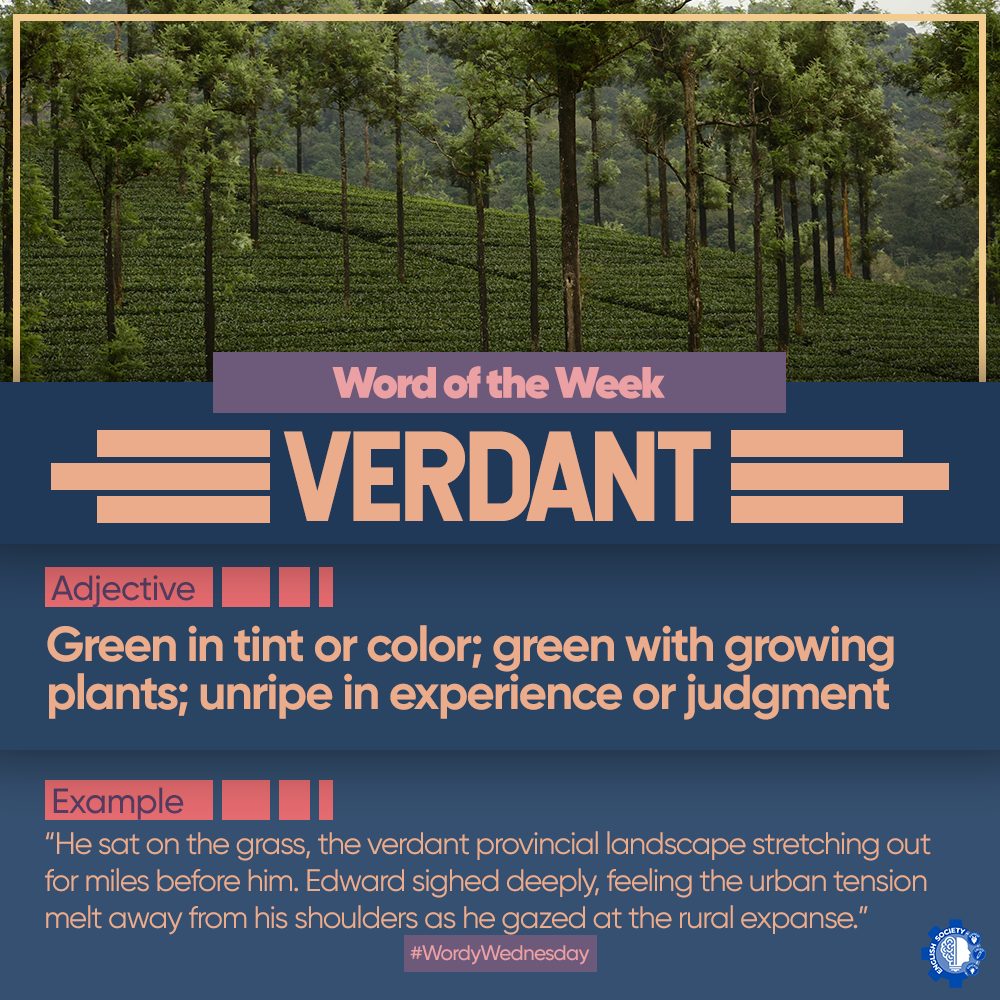 Word of the Week
VERDANT
Adjective
Green in tint or color; green with growing
plants; unripe in experience or judgment
Example
“He sat on the grass, the verdant provincial landscape stretching out
for miles before him. Edward sighed deeply, feeling the urban tension
melt away from his shoulders as he gazed at the rural expanse.”
#WordyWednesday
ENGLISH SOCIETY